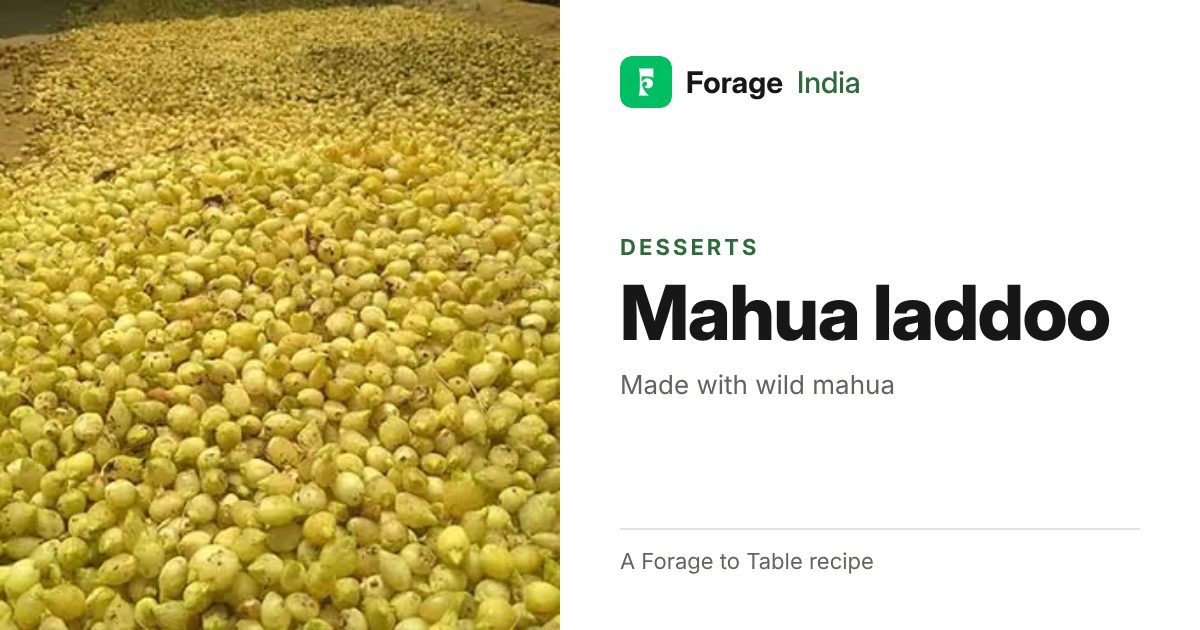 Forage India
DESSERTS
Mahua laddoo
Made with wild mahua
A Forage to Table recipe